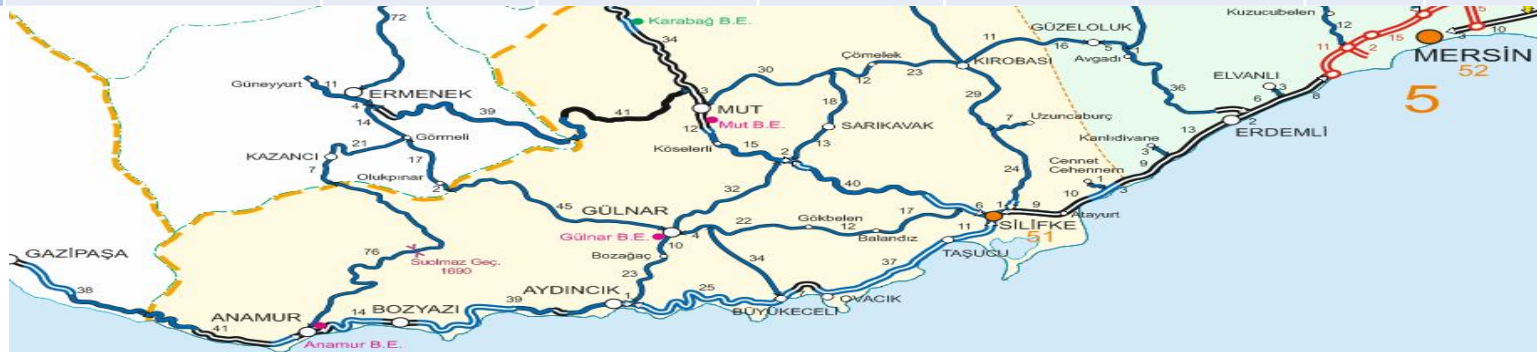 72
Karabağ B.E.
34
GÜZELOLUK
Kuzucubelen
12
15
5
11
2
3
10
MERSİN
52
5
11
16
5
1
Avgadı
Çömelek
KIROBASI
12
23
30
Güneyyurt
11
ERMENEK
4
39
41
3
MUT
Mut B.E.
12
18
SARIKAVAK
13
29
7
Uzuncaburç
ELVANLI
3
36
6
8
2
ERDEMLİ
14
Görmeli
21
KAZANCI
7
17
Olukpınar
2
Köselerli
15
2
40
32
24
Kanlıdivane
3
13
9
Cennet
Cehennem
1
10
3
45
GÜLNAR
4
Gülnar B.E.
10
Bozağaç
22
Gökbelen
12
Balandız
17
6
1
SİLİFKE
51
9
Atayurt
11
TAŞUCU
GAZİPAŞA
38
76
Suolmaz Geç.
1690
23
34
37
AYDINCIK
1
25
BÜYÜKECELİ
7
OVACIK
39
ANAMUR
14
BOZYAZI
41
Anamur B.E.